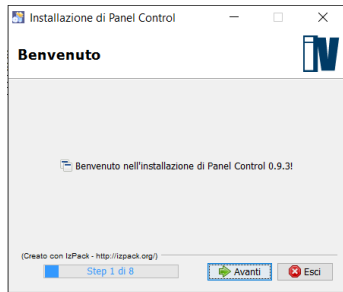 Installazione di Panel Control
Benvenuto
iV
Benvenuto nell'installazione di Panel Control 0.9.3!
(Creato con IzPack - http://izpack.org/)
Step 1 di 8
Avanti
Esci